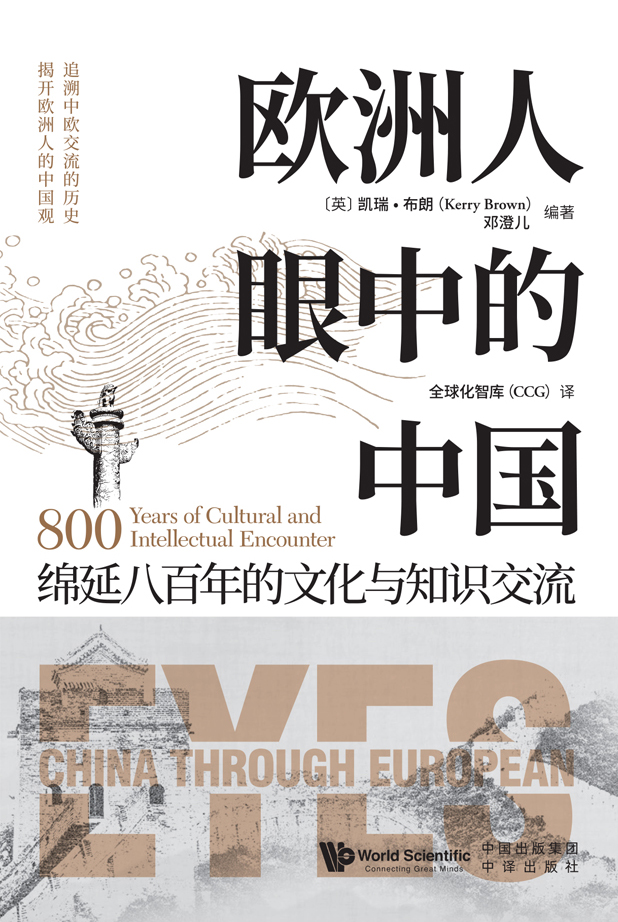 追溯中欧交流的历史
揭开欧洲人的中国观
欧洲人
〔英〕凯瑞·布朗（Kerry Brown）
邓澄儿
编著
眼中的
全球化智库（CCG） 译
中国
800 Years of Cultural and
Intellectual Encounter
绵延八百年的文化与知识交流
EYES
CHINA THROUGH EUROPEAN
World Scientific
Connecting Great Minds
中国出版集团
中译出版社